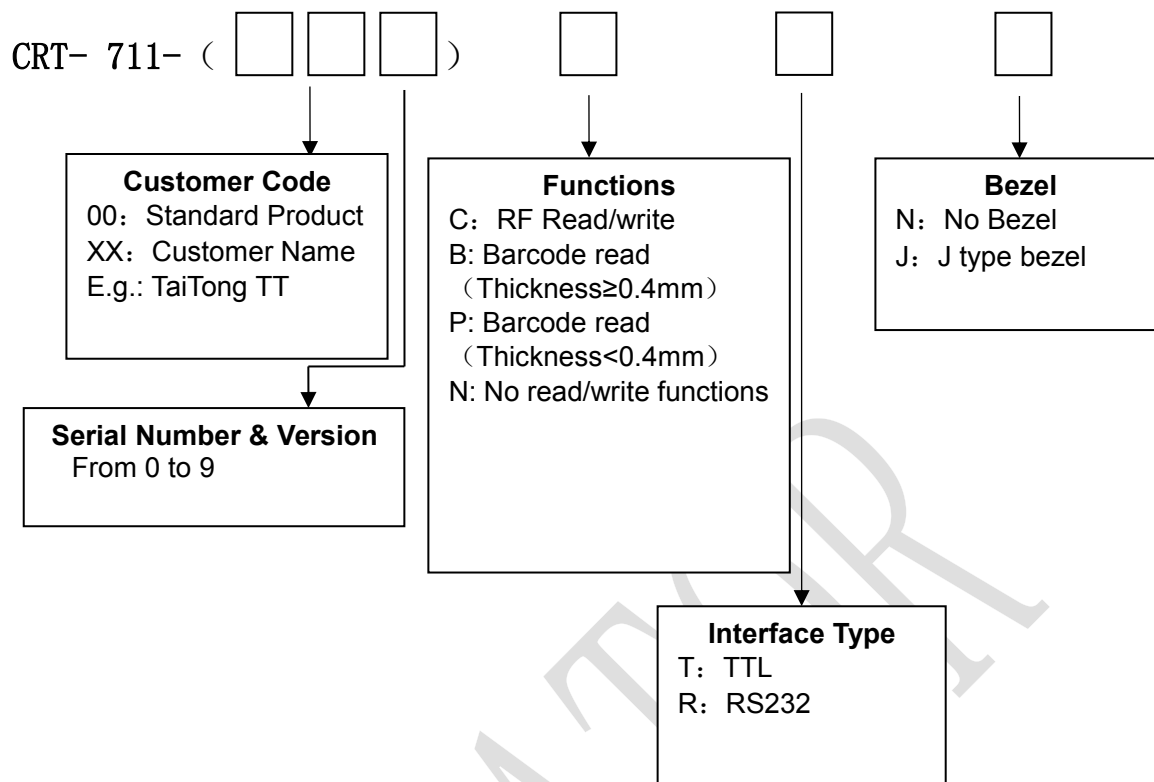 CRT- 711-（ ）
Customer Code
00：Standard Product
XX：Customer Name
E.g.: TaiTong TT
Serial Number & Version
From 0 to 9
Functions
C：RF Read/write
B: Barcode read
（Thickness≥0.4mm）
P: Barcode read
（Thickness<0.4mm）
N: No read/write functions
Interface Type
T：TTL
R：RS232
Bezel
N：No Bezel
J：J type bezel